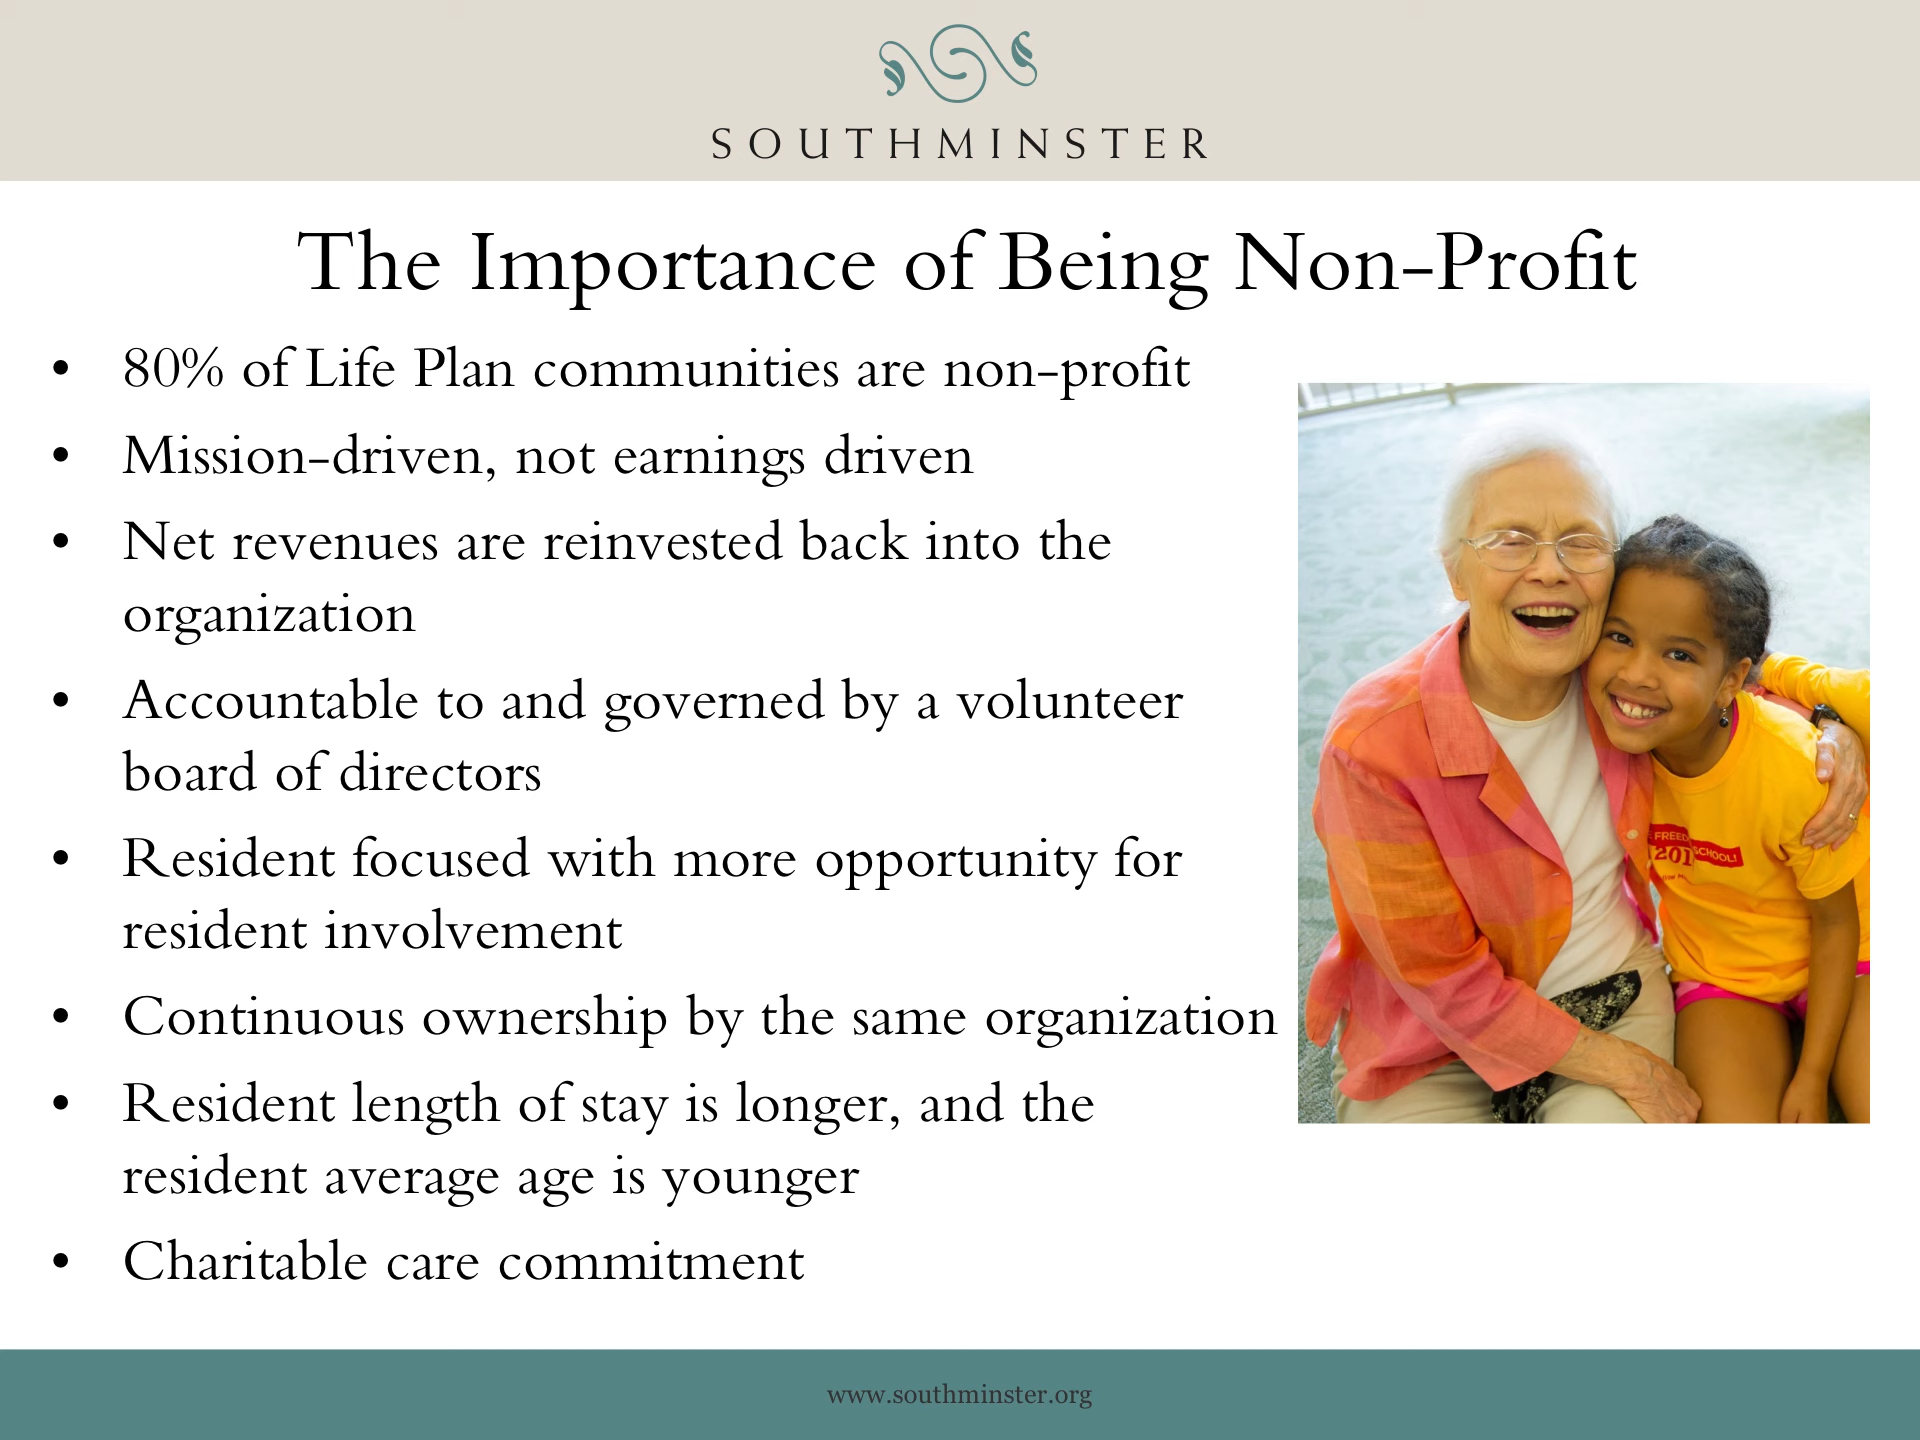 SOUTHMINSTER
The Importance of Being Non-Profit
• 80% of Life Plan communities are non-profit
• Mission-driven, not earnings driven
• Net revenues are reinvested back into the
organization
• Accountable to and governed by a volunteer
board of directors
• Resident focused with more opportunity for
resident involvement
• Continuous ownership by the same organization
• Resident length of stay is longer, and the
resident average age is younger
• Charitable care commitment
SCHOOL!
201
www.southminster.org